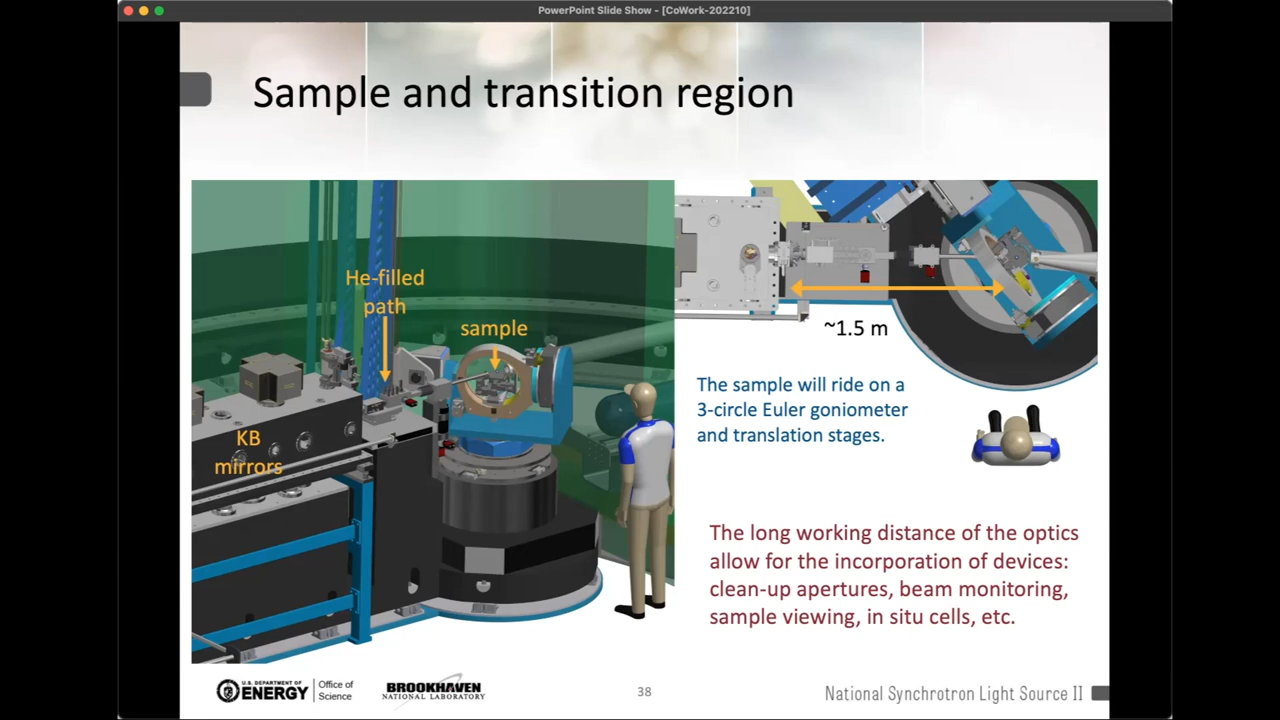 PowerPoint Slide Show - [CoWork-202210]
Sample and transition region
He-filled
path
sample
KB
mirrors
~1.5 m
The sample will ride on a
3-circle Euler goniometer
and translation stages.
The long working distance of the optics
allow for the incorporation of devices:
clean-up apertures, beam monitoring,
sample viewing, in situ cells, etc.
U.S. DEPARTMENT OF
ENERGY
Office of
Science
BROOKHAVEN
NATIONAL LABORATORY
38
National Synchrotron Light Source II